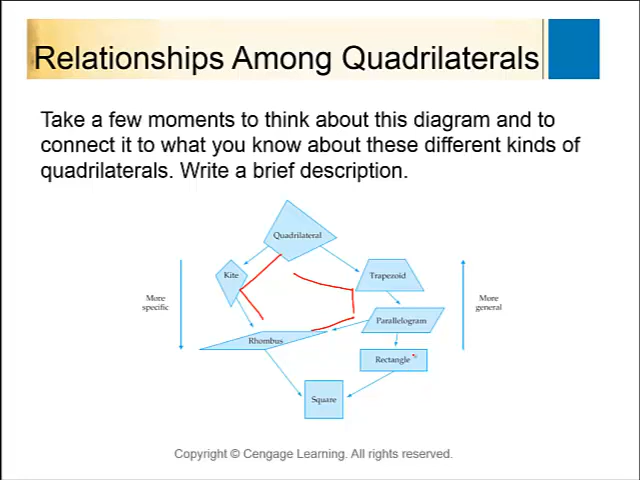 Relationships Among Quadrilaterals
Take a few moments to think about this diagram and to
connect it to what you know about these different kinds of
quadrilaterals. Write a brief description.
Quadrilateral
Kite
Trapezoid
More
specific
More
general
Parallelogram
Rhombus
Rectangle
Square
Copyright © Cengage Learning. All rights reserved.